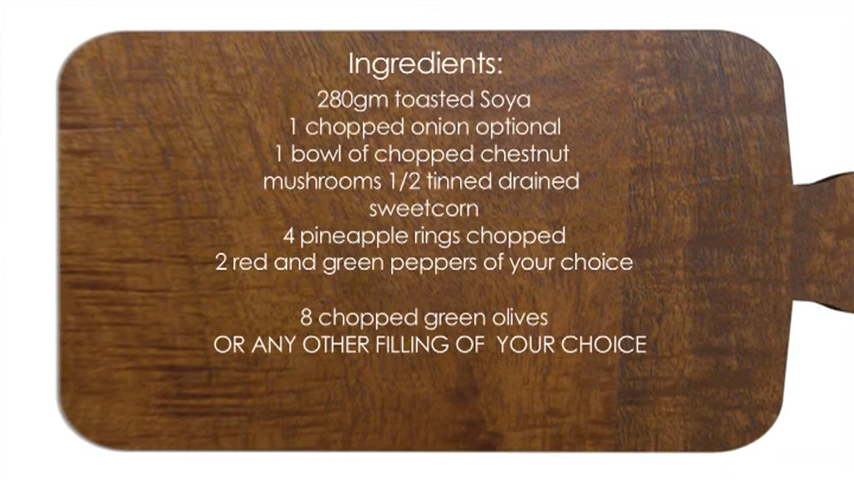 Ingredients:
280gm toasted Soya
1 chopped onion optional
1 bowl of chopped chestnut
mushrooms 1/2 tinned drained
sweetcorn
4 pineapple rings chopped
2 red and green peppers of your choice
8 chopped green olives
OR ANY OTHER FILLING OF YOUR CHOICE